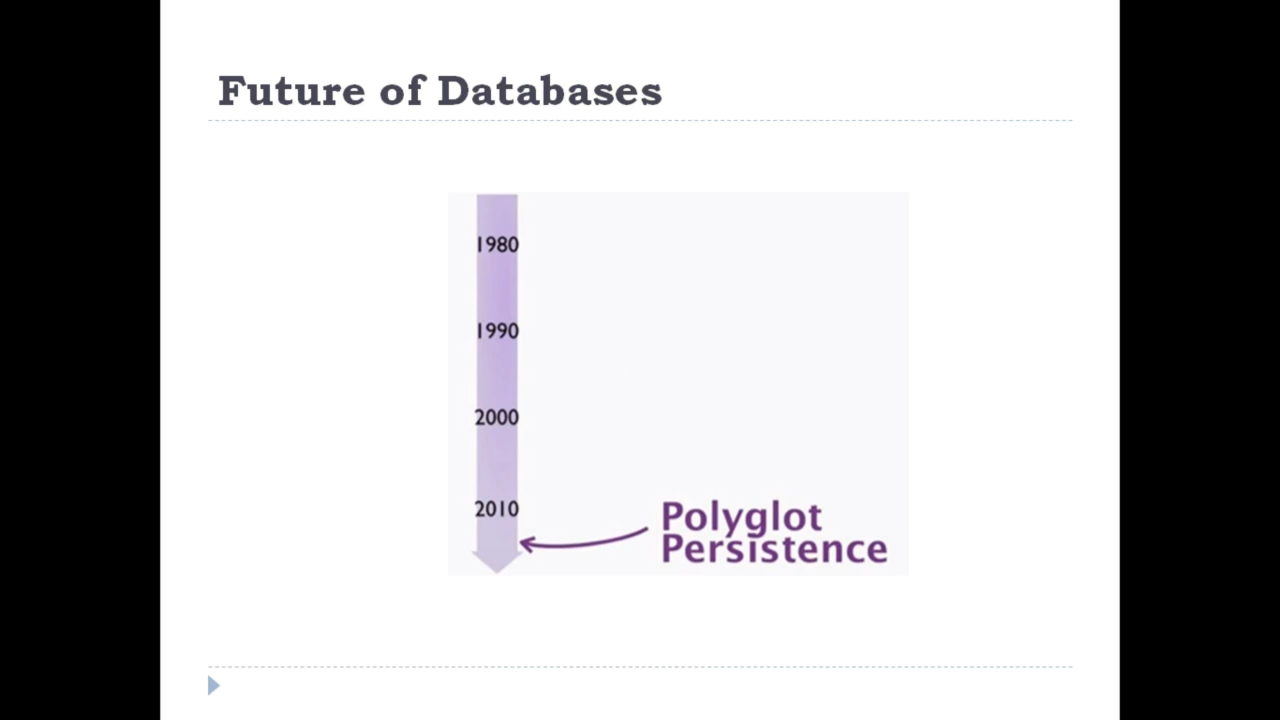 Future of Databases
1980
1990
2000
2010
Polyglot
Persistence